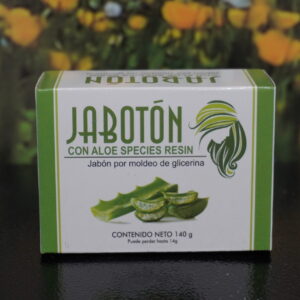 JABOTÓN
JABOTÓN
CON ALOE SPECIES RESIN
Jabón por moldeo de glicerina
CONTENIDO NETO 140 g
Puede perder hasta 14g